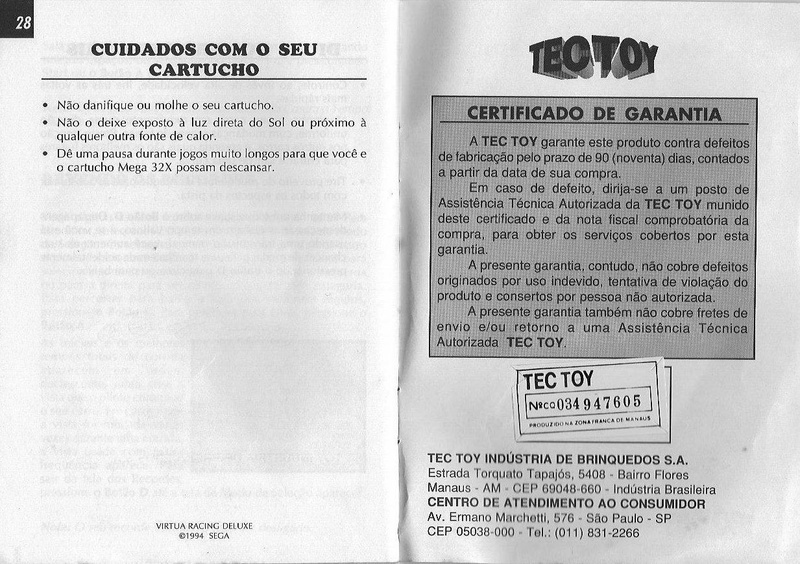 28
CUIDADOS COM O SEU
CARTUCHO
• Não danifique ou molhe o seu cartucho.
• Não o deixe exposto à luz direta do Sol ou próximo à
qualquer outra fonte de calor.
• Dê uma pausa durante jogos muito longos para que você e
o cartucho Mega 32X possam descansar.
VIRTUA RACING DELUXE
©1994 SEGA
TEC TOY
CERTIFICADO DE GARANTIA
A TEC TOY garante este produto contra defeitos
de fabricação pelo prazo de 90 (noventa) dias, contados
a partir da data de sua compra.
Em caso de defeito, dirija-se a um posto de
Assistência Técnica Autorizada da TEC TOY munido
deste certificado e da nota fiscal comprobatória da
compra, para obter os serviços cobertos por esta
garantia.
A presente garantia, contudo, não cobre defeitos
originados por uso indevido, tentativa de violação do
produto e consertos por pessoa não autorizada.
A presente garantia também não cobre fretes de
envio e/ou retorno a uma Assistência Técnica
Autorizada TEC TOY.
TEC TOY
Nº CO 034947605
PRODUZIDO NA ZONA FRANCA DE MANAUS
TEC TOY INDÚSTRIA DE BRINQUEDOS S.A.
Estrada Torquato Tapajós, 5408 - Bairro Flores
Manaus - AM - CEP 69048-660 - Indústria Brasileira
CENTRO DE ATENDIMENTO AO CONSUMIDOR
Av. Ermano Marchetti, 576 - São Paulo - SP
CEP 05038-000 - Tel.: (011) 831-2266